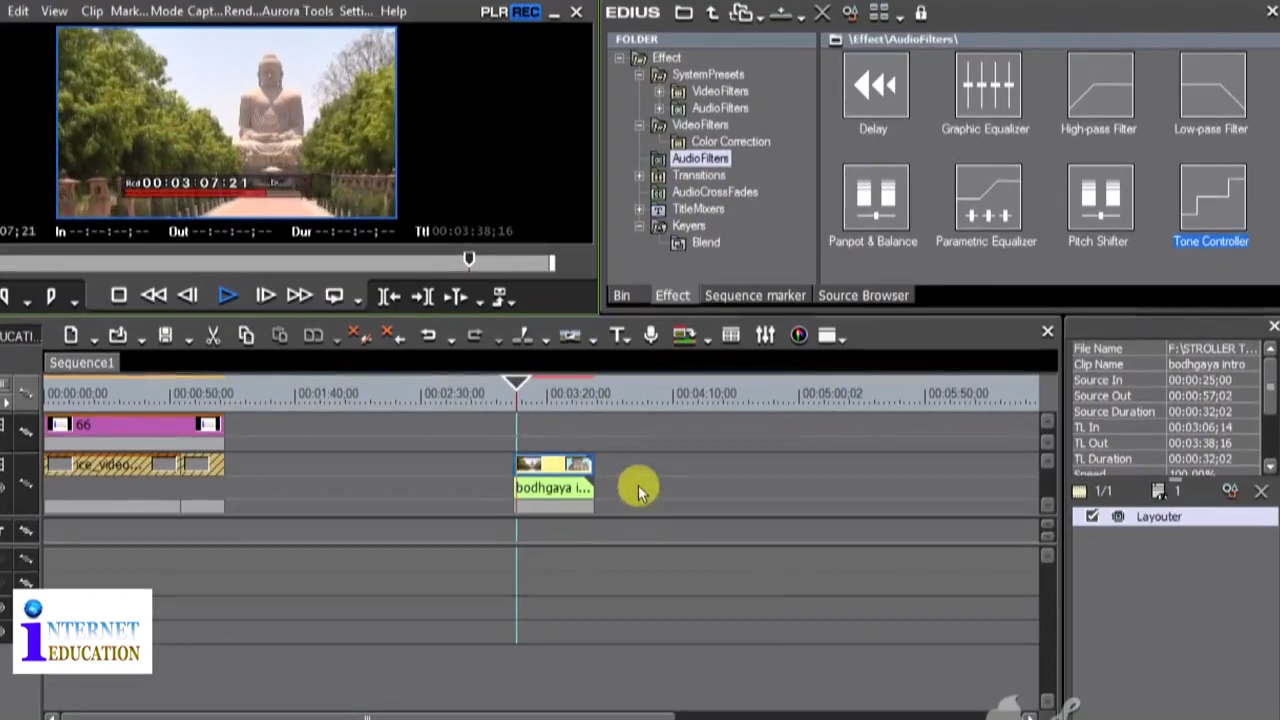 Edit View Clip Mark... Mode Capt... Rend... Aurora Tools Setti... Help PLR REC
EDIUS
Rcd 00:03:07;21
07;21 In --:--:--;-- Out --:--:--;-- Dur --:--:--;-- Ttl 00:03:38;16
FOLDER
Effect
SystemPresets
VideoFilters
AudioFilters
VideoFilters
Color Correction
AudioFilters
Transitions
AudioCrossFades
TitleMixers
Keyers
Blend
\Effect\AudioFilters\
Delay Graphic Equalizer High-pass Filter Low-pass Filter
Panpot & Balance Parametric Equalizer Pitch Shifter Tone Controller
Bin Effect Sequence marker Source Browser
UCATI...
Sequence1
00:00:00;00 00:00:50;00 00:01:40;00 00:02:30;00 00:03:20;00 00:04:10;00 00:05:00;02 00:05:50;00
66
ice_video...
bodhgaya i...
File Name F:\STROLLER T...
Clip Name bodhgaya intro
Source In 00:00:25;00
Source Out 00:00:57;02
Source Duration 00:00:32;02
TL In 00:03:06;14
TL Out 00:03:38;16
TL Duration 00:00:32;02
Speed 100.00%
1/1 1
Layouter
iNTERNET
EDUCATION